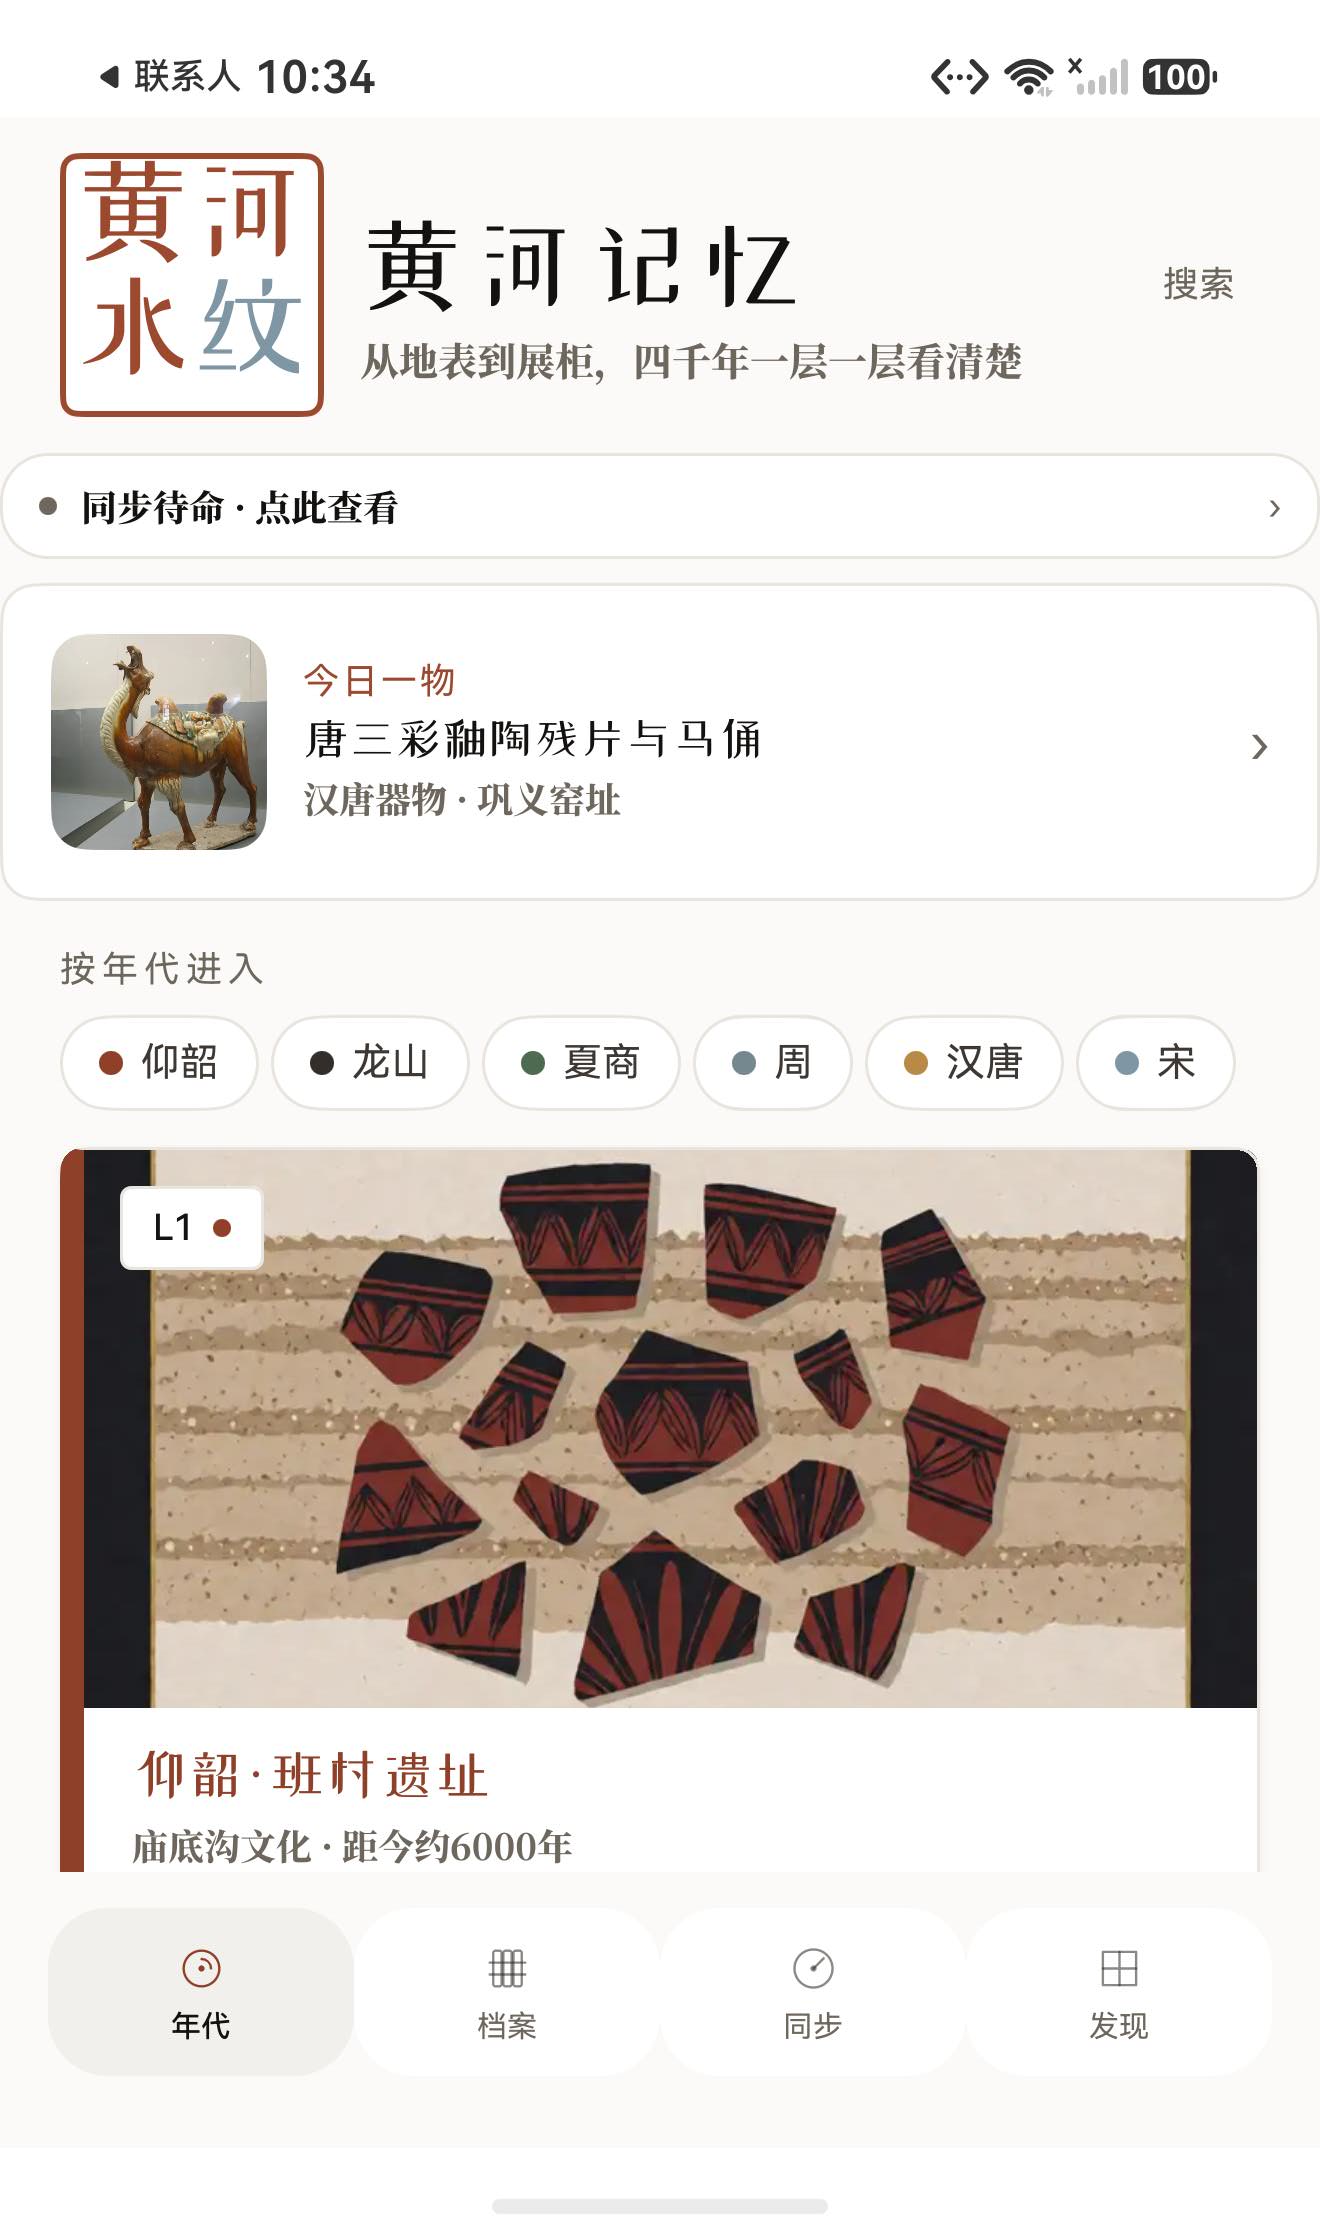 联系人 10:34 100
黄河
水纹
黄河记忆
搜索
从地表到展柜，四千年一层一层看清楚
同步待命 · 点此查看
今日一物
唐三彩釉陶残片与马俑
汉唐器物 · 巩义窑址
按年代进入
仰韶 龙山 夏商 周 汉唐 宋
L1
仰韶·班村遗址
庙底沟文化 · 距今约6000年
年代 档案 同步 发现